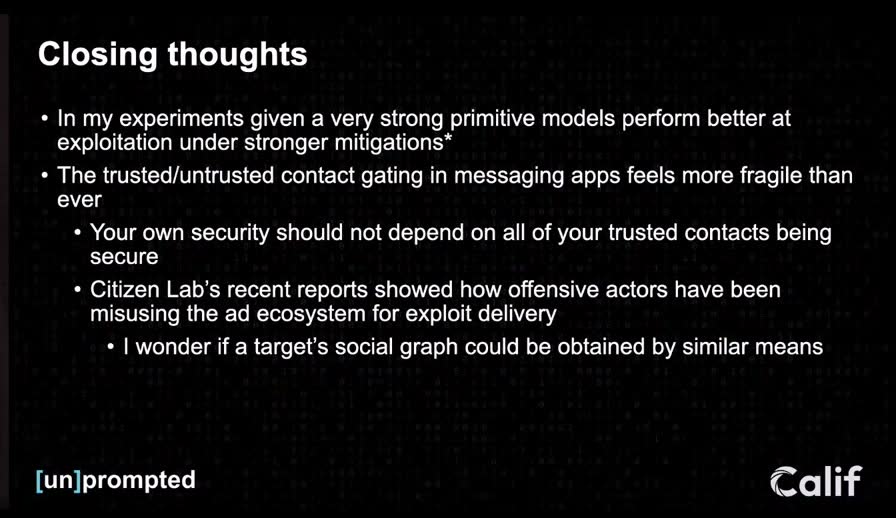 Closing thoughts
• In my experiments given a very strong primitive models perform better at
exploitation under stronger mitigations*
• The trusted/untrusted contact gating in messaging apps feels more fragile than
ever
• Your own security should not depend on all of your trusted contacts being
secure
• Citizen Lab's recent reports showed how offensive actors have been
misusing the ad ecosystem for exploit delivery
• I wonder if a target's social graph could be obtained by similar means
[un]prompted
Calif